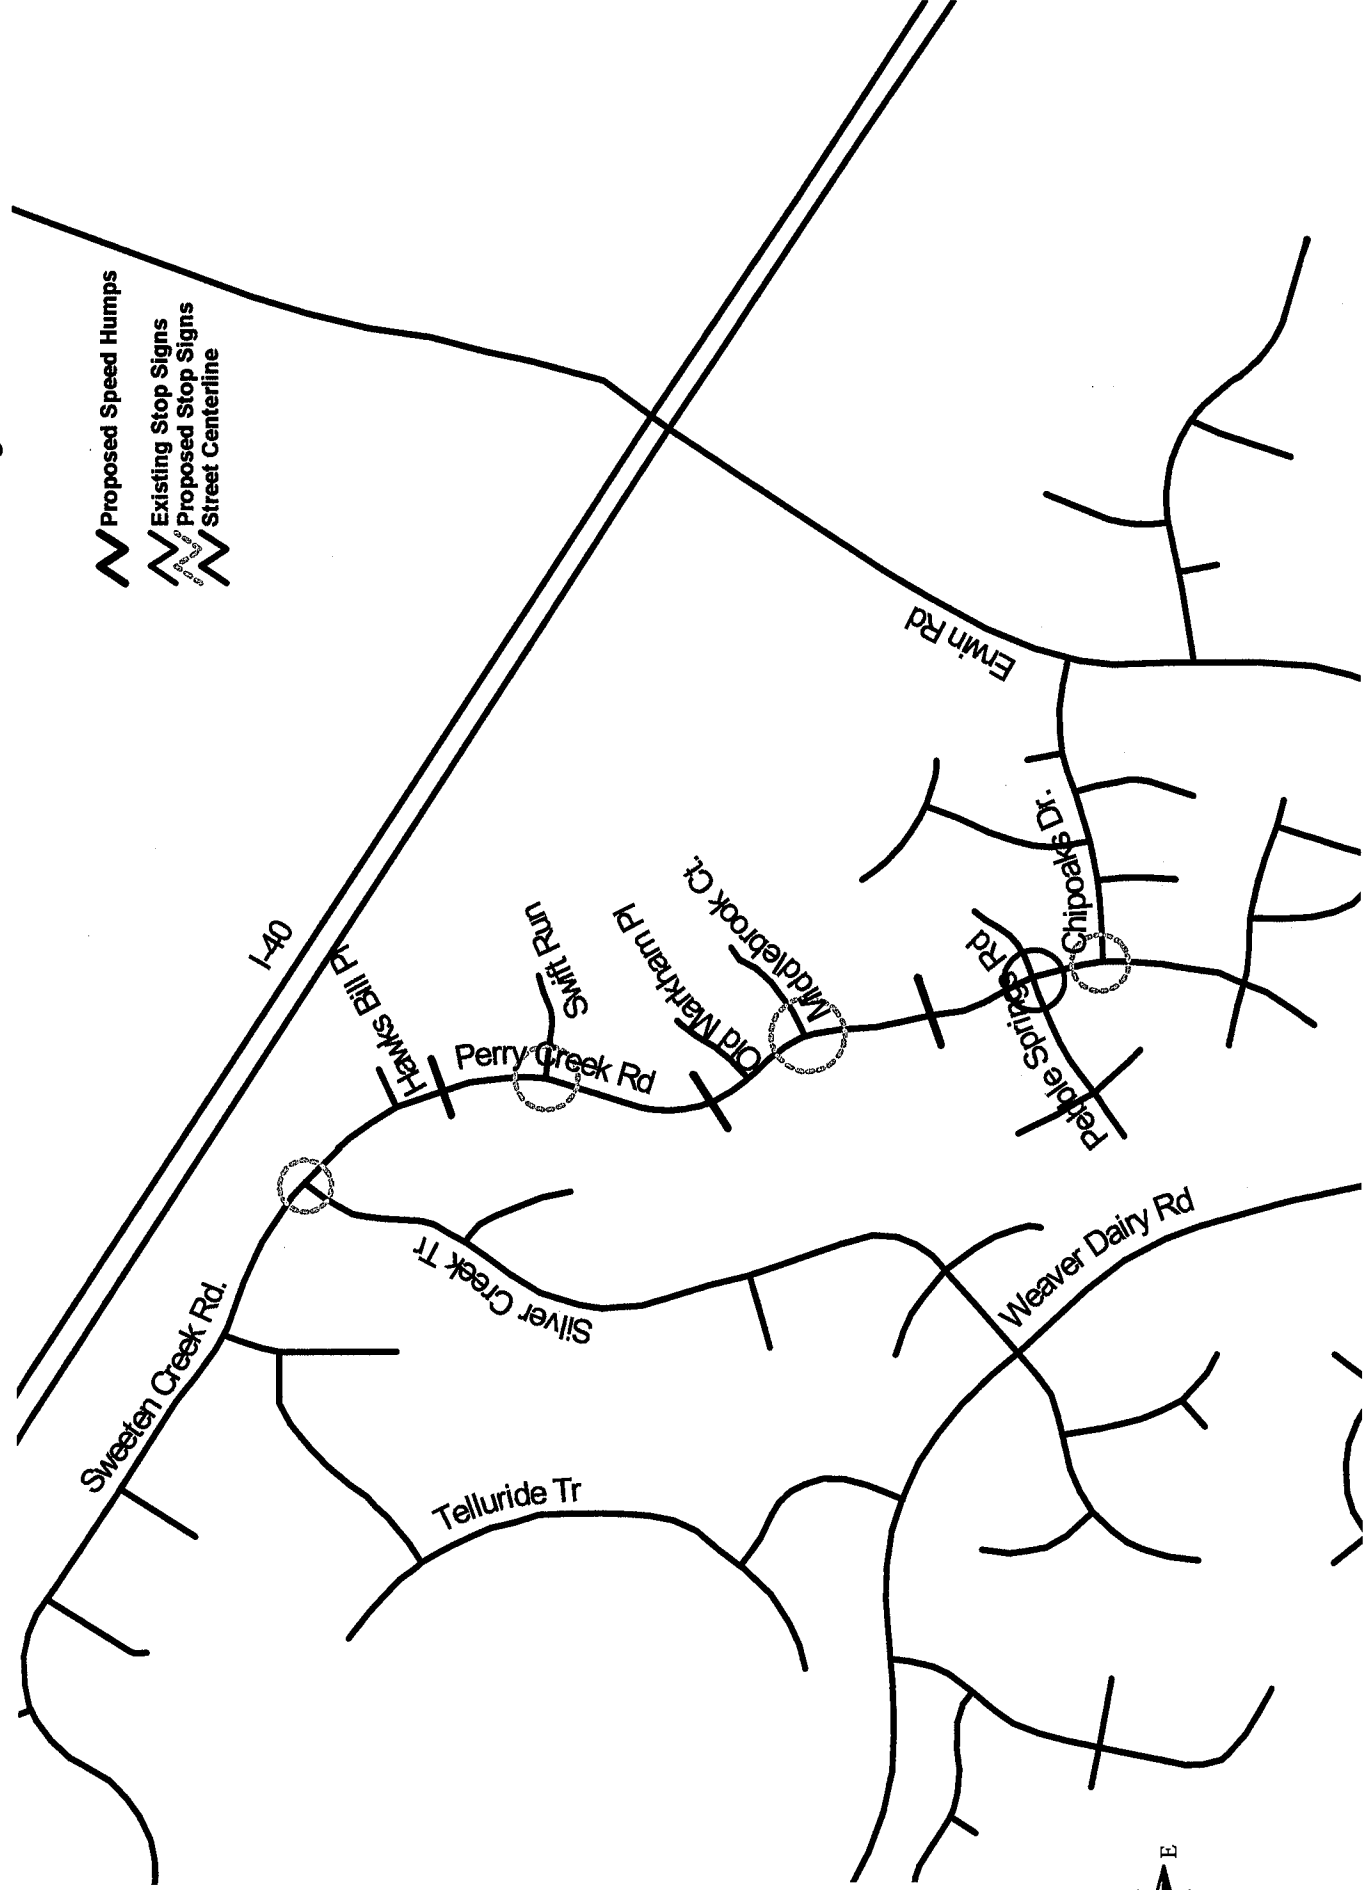 Proposed Speed Humps
Existing Stop Signs
Proposed Stop Signs
Street Centerline
I-40
Erwin Rd
Hawks Bill Pl
Swift Run
Perry Creek Rd
Old Markham Pl
Middlebrook Ct.
Chipoaks Dr.
Pebble Springs Rd
Sweeten Creek Rd.
Silver Creek Tr
Telluride Tr
Weaver Dairy Rd
E